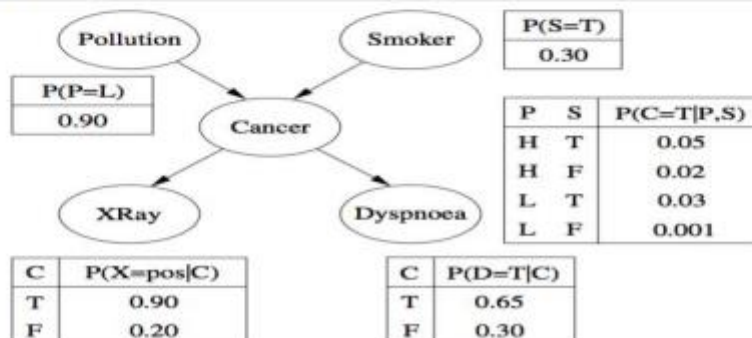 Pollution
Smoker
P(S=T)
0.30
P(P=L)
0.90
Cancer
P S P(C=T|P,S)
H T 0.05
H F 0.02
L T 0.03
L F 0.001
XRay
Dyspnoea
C P(X=pos|C)
T 0.90
F 0.20
C P(D=T|C)
T 0.65
F 0.30